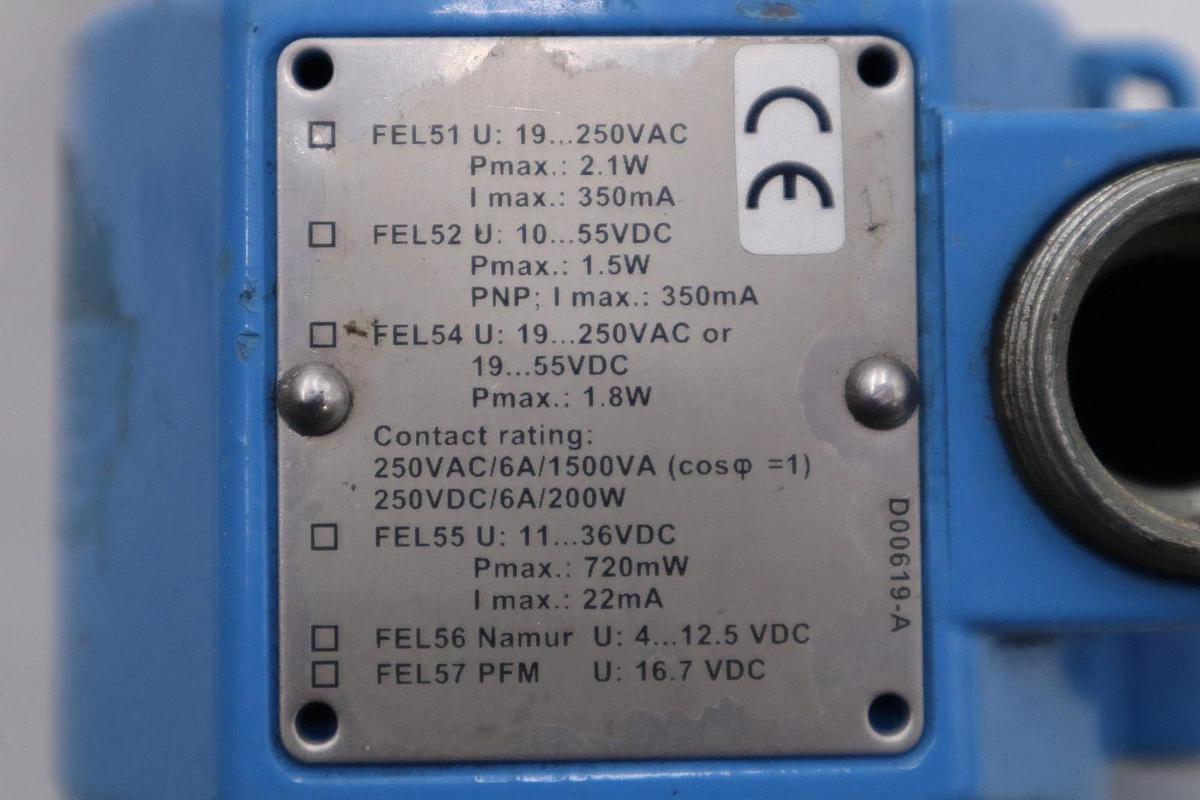 CE
FEL51 U: 19...250VAC
Pmax.: 2.1W
I max.: 350mA
FEL52 U: 10...55VDC
Pmax.: 1.5W
PNP; I max.: 350mA
FEL54 U: 19...250VAC or
19...55VDC
Pmax.: 1.8W
Contact rating:
250VAC/6A/1500VA (cosφ =1)
250VDC/6A/200W
FEL55 U: 11...36VDC
Pmax.: 720mW
I max.: 22mA
FEL56 Namur U: 4...12.5 VDC
FEL57 PFM U: 16.7 VDC
D00619-A